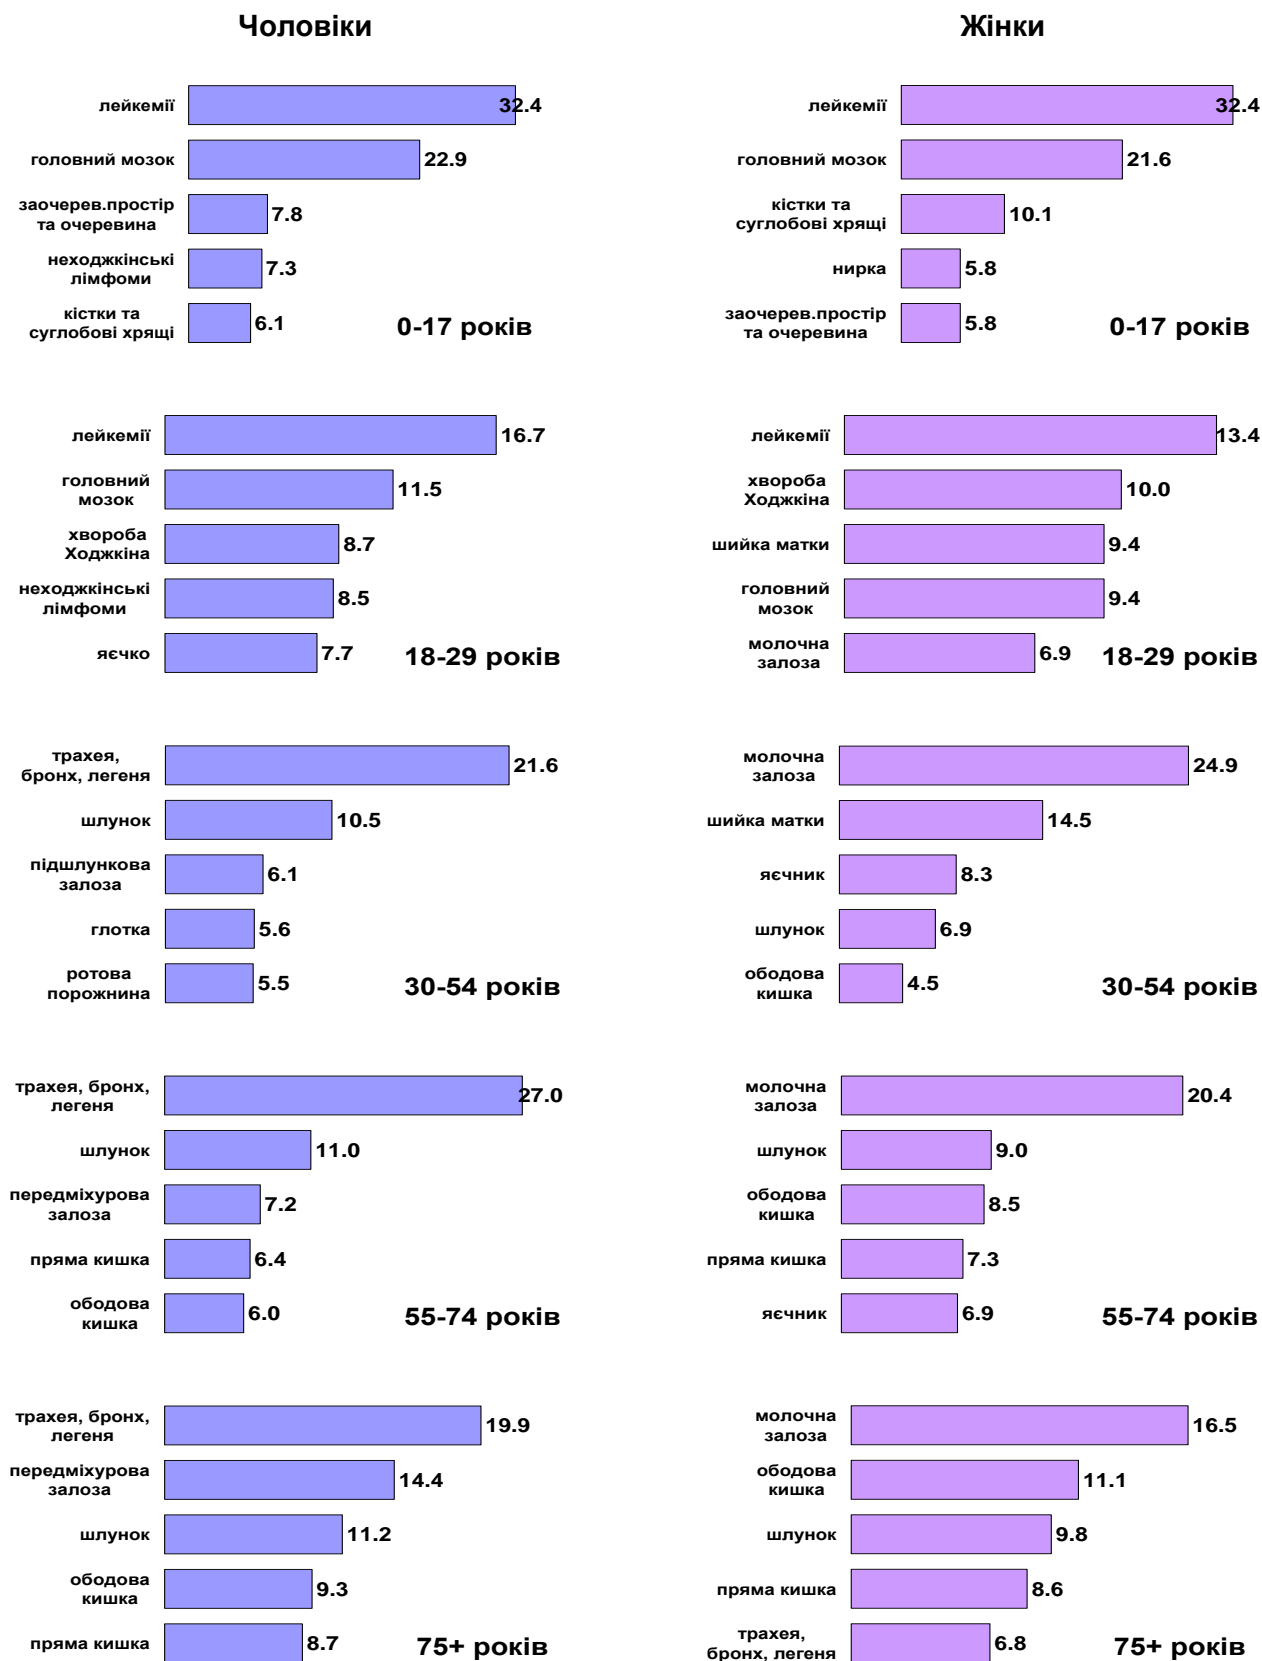 Чоловіки
лейкемії
32.4
головний мозок
22.9
заочерев.простір
та очеревина
7.8
неходжкінські
лімфоми
7.3
кістки та
суглобові хрящі
6.1
0-17 років
лейкемії
16.7
головний
мозок
11.5
хвороба
Ходжкіна
8.7
неходжкінські
лімфоми
8.5
яєчко
7.7
18-29 років
трахея,
бронх, легеня
21.6
шлунок
10.5
підшлункова
залоза
6.1
глотка
5.6
ротова
порожнина
5.5
30-54 років
трахея, бронх,
легеня
27.0
шлунок
11.0
передміхурова
залоза
7.2
пряма кишка
6.4
ободова
кишка
6.0
55-74 років
трахея, бронх,
легеня
19.9
передміхурова
залоза
14.4
шлунок
11.2
ободова
кишка
9.3
пряма кишка
8.7
75+ років
Жінки
лейкемії
32.4
головний мозок
21.6
кістки та
суглобові хрящі
10.1
нирка
5.8
заочерев.простір
та очеревина
5.8
0-17 років
лейкемії
13.4
хвороба
Ходжкіна
10.0
шийка матки
9.4
головний
мозок
9.4
молочна
залоза
6.9
18-29 років
молочна
залоза
24.9
шийка матки
14.5
яєчник
8.3
шлунок
6.9
ободова
кишка
4.5
30-54 років
молочна
залоза
20.4
шлунок
9.0
ободова
кишка
8.5
пряма кишка
7.3
яєчник
6.9
55-74 років
молочна
залоза
16.5
ободова
кишка
11.1
шлунок
9.8
пряма кишка
8.6
трахея,
бронх, легеня
6.8
75+ років